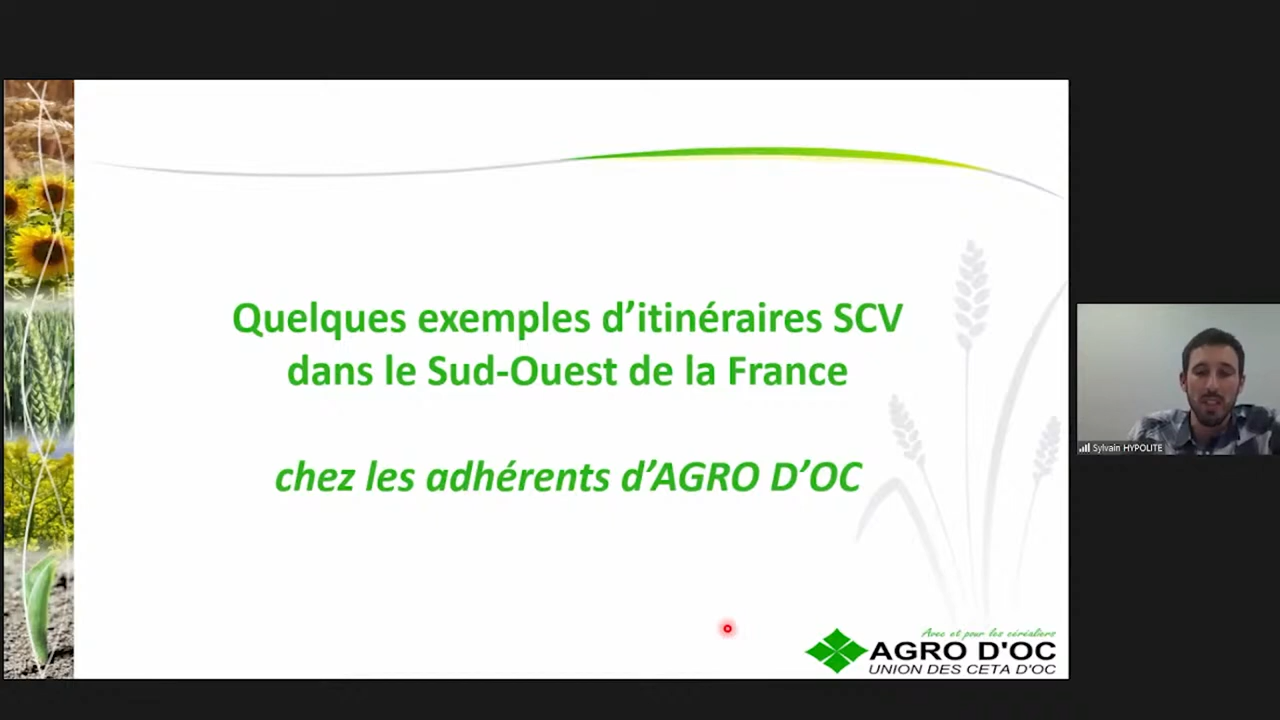 Quelques exemples d’itinéraires SCV
dans le Sud-Ouest de la France
chez les adhérents d’AGRO D’OC
Avec et pour les céréaliers
AGRO D'OC
UNION DES CETA D'OC
Sylvain HYPOLITE